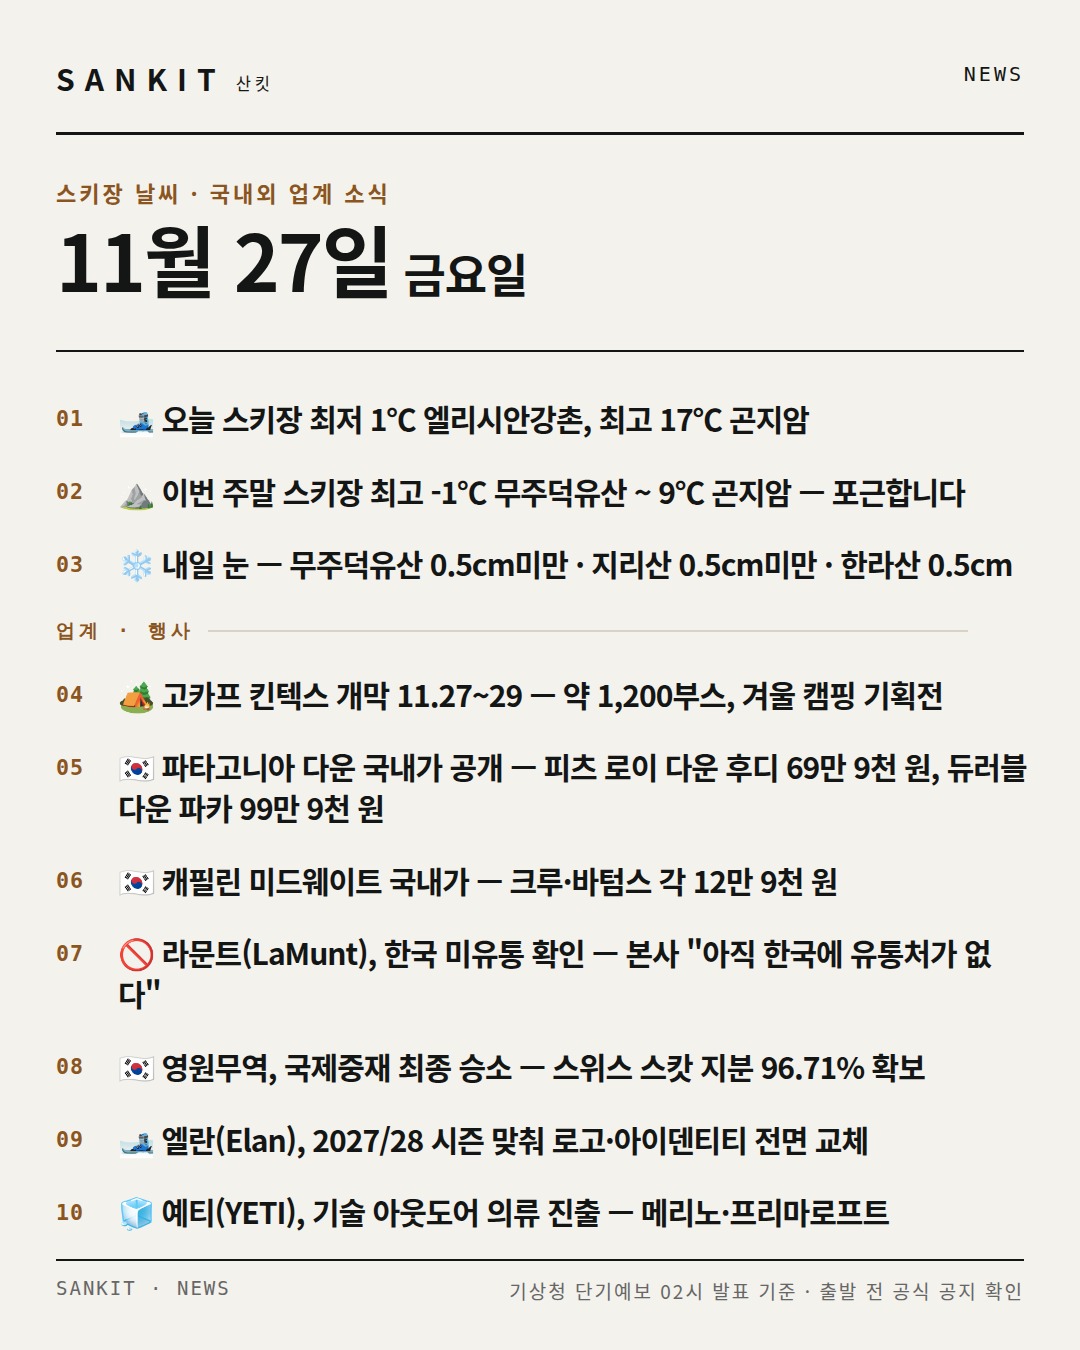 SANKIT 산킷
NEWS
스키장 날씨 · 국내외 업계 소식
11월 27일 금요일
01 🎿 오늘 스키장 최저 1°C 엘리시안강촌, 최고 17°C 곤지암
02 ⛰️ 이번 주말 스키장 최고 -1°C 무주덕유산 ~ 9°C 곤지암 — 포근합니다
03 ❄️ 내일 눈 — 무주덕유산 0.5cm미만 · 지리산 0.5cm미만 · 한라산 0.5cm
업계 · 행사
04 🏕️ 고카프 킨텍스 개막 11.27~29 — 약 1,200부스, 겨울 캠핑 기획전
05 🇰🇷 파타고니아 다운 국내가 공개 — 피츠 로이 다운 후디 69만 9천 원, 듀러블
다운 파카 99만 9천 원
06 🇰🇷 캐필린 미드웨이트 국내가 — 크루·바텀스 각 12만 9천 원
07 🚫 라문트(LaMunt), 한국 미유통 확인 — 본사 "아직 한국에 유통처가 없
다"
08 🇰🇷 영원무역, 국제중재 최종 승소 — 스위스 스캇 지분 96.71% 확보
09 🎿 엘란(Elan), 2027/28 시즌 맞춰 로고·아이덴티티 전면 교체
10 🧊 예티(YETI), 기술 아웃도어 의류 진출 — 메리노·프리마로프트
SANKIT · NEWS
기상청 단기예보 02시 발표 기준 · 출발 전 공식 공지 확인